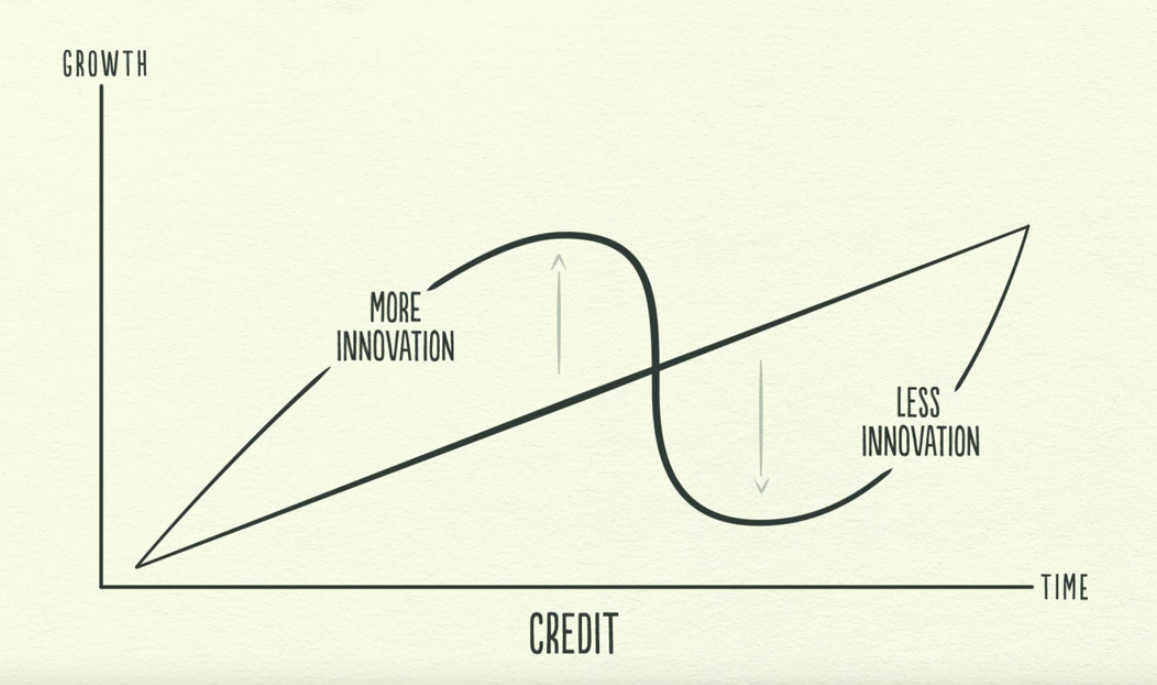 GROWTH
MORE
INNOVATION
LESS
INNOVATION
TIME
CREDIT